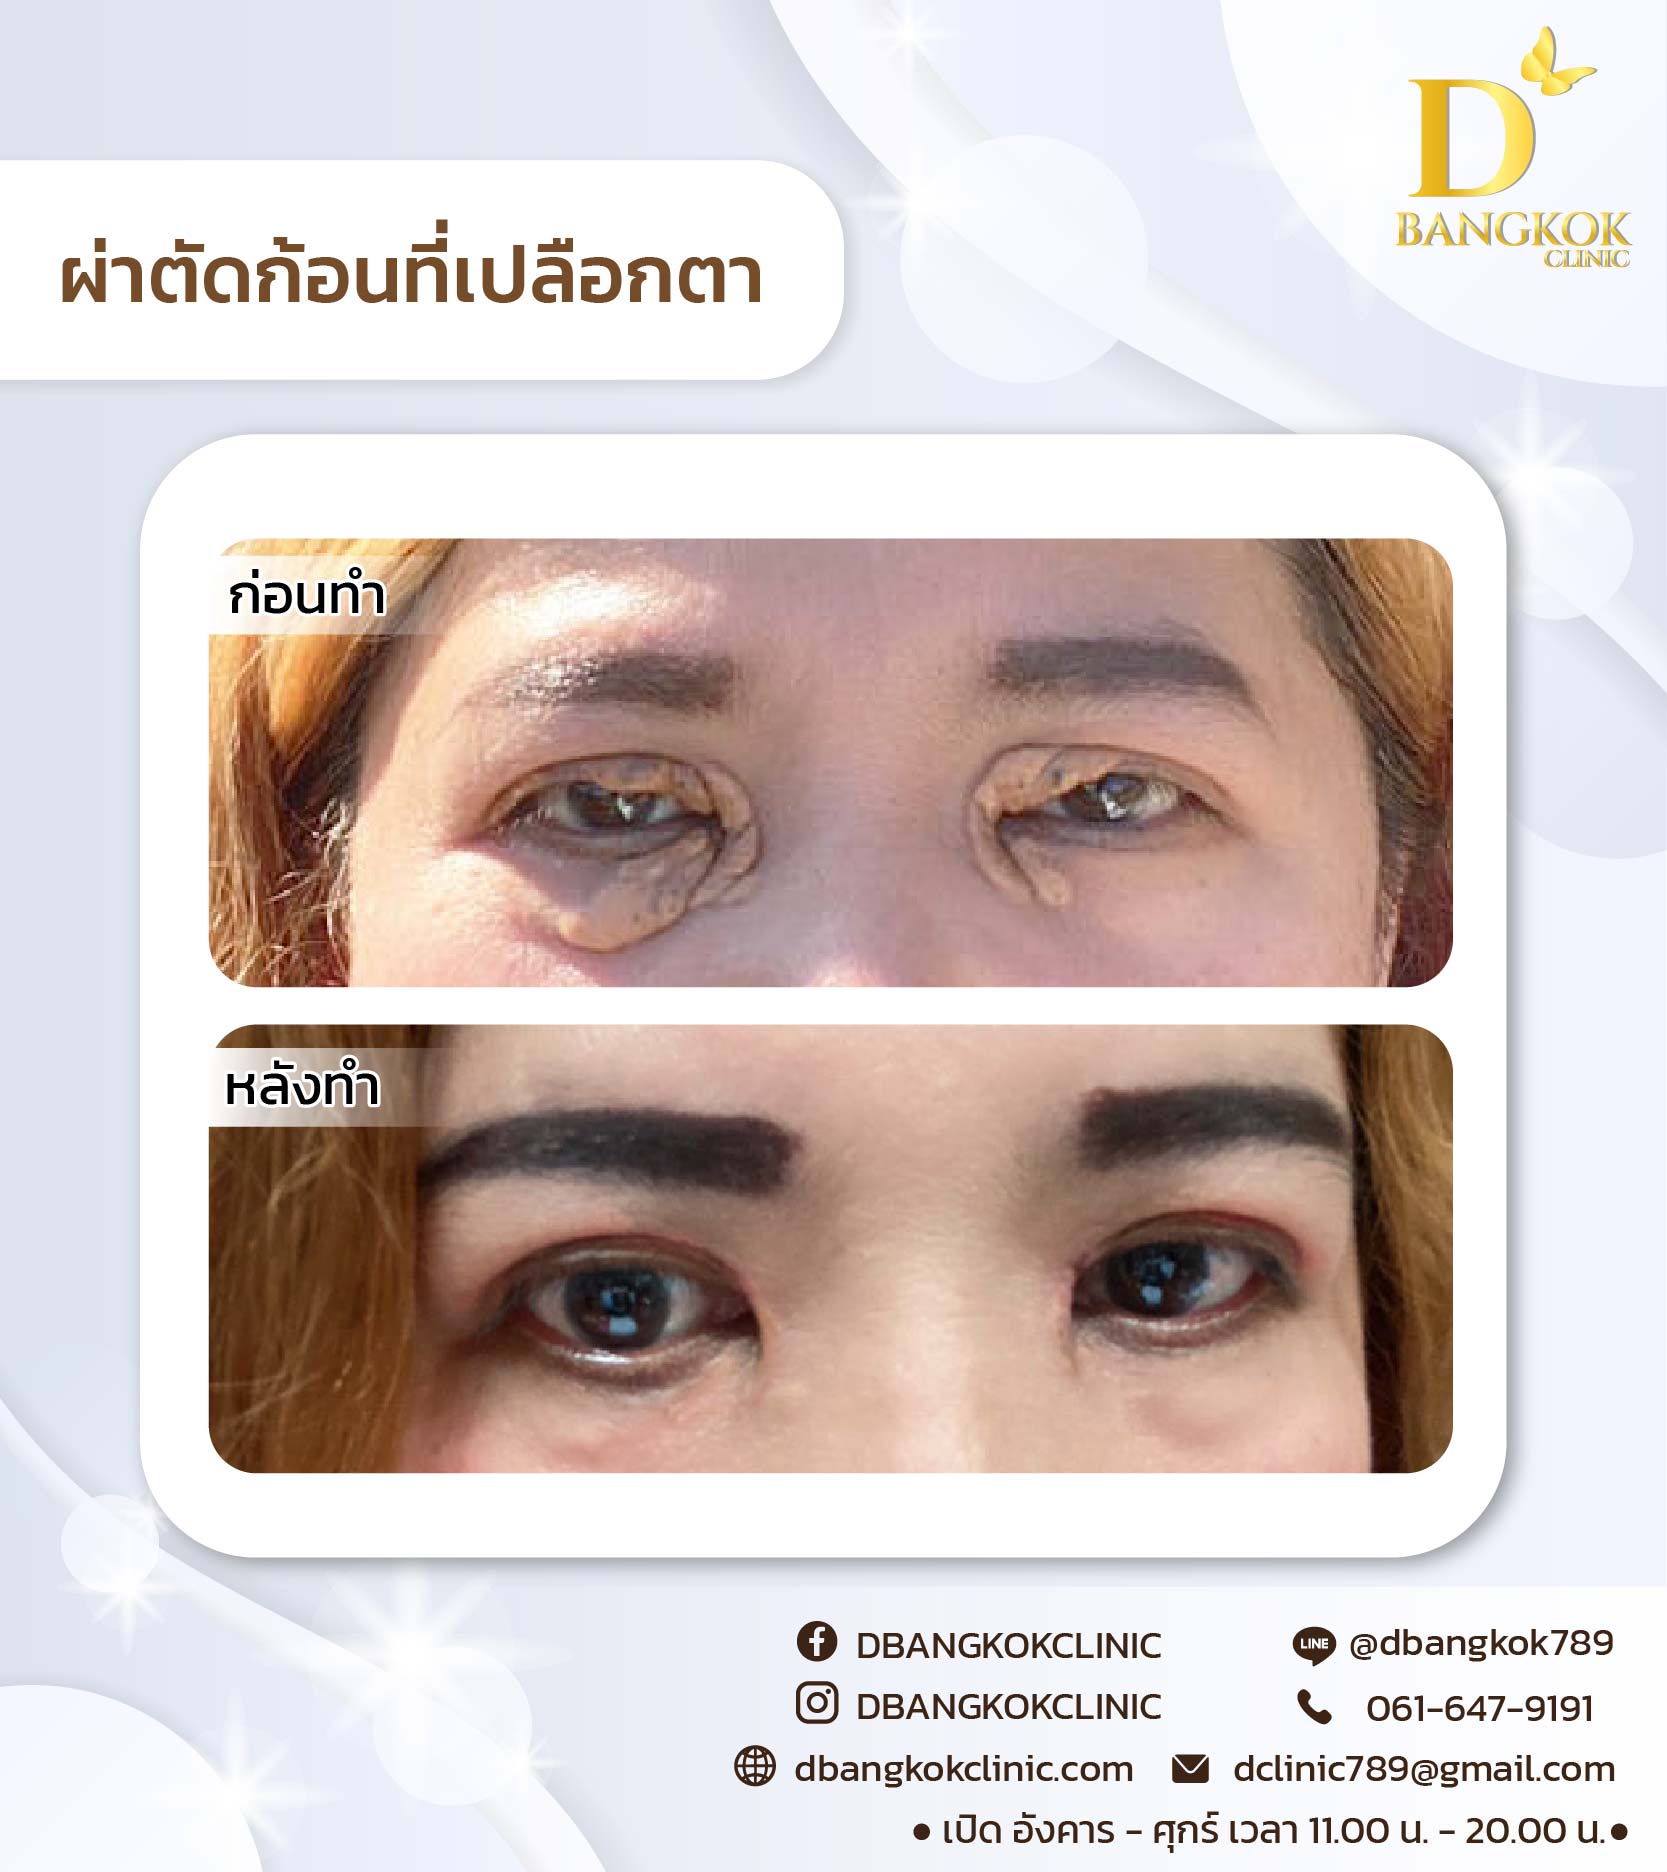 D
BANGKOK
CLINIC
ผ่าตัดก้อนที่เปลือกตา
ก่อนทำ
หลังทำ
DBANGKOKCLINIC
LINE @dbangkok789
DBANGKOKCLINIC
061-647-9191
dbangkokclinic.com
dclinic789@gmail.com
• เปิด อังคาร - ศุกร์ เวลา 11.00 น. - 20.00 น.•